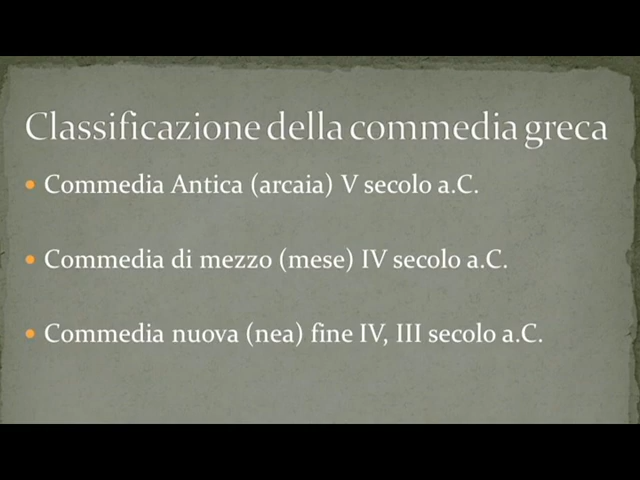 Classificazione della commedia greca
• Commedia Antica (arcaia) V secolo a.C.
• Commedia di mezzo (mese) IV secolo a.C.
• Commedia nuova (nea) fine IV, III secolo a.C.